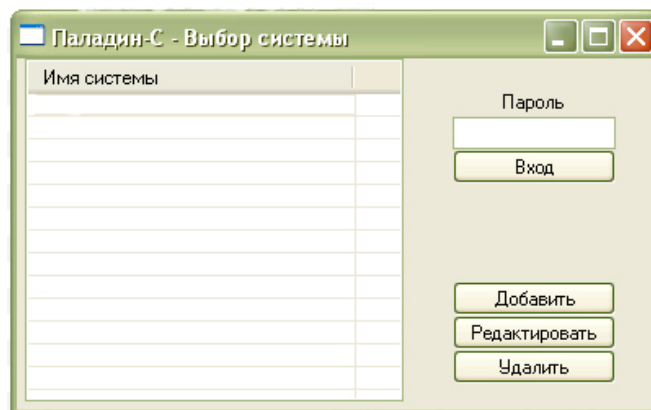 Паладин-С - Выбор системы
Имя системы
Пароль
Вход
Добавить
Редактировать
Удалить